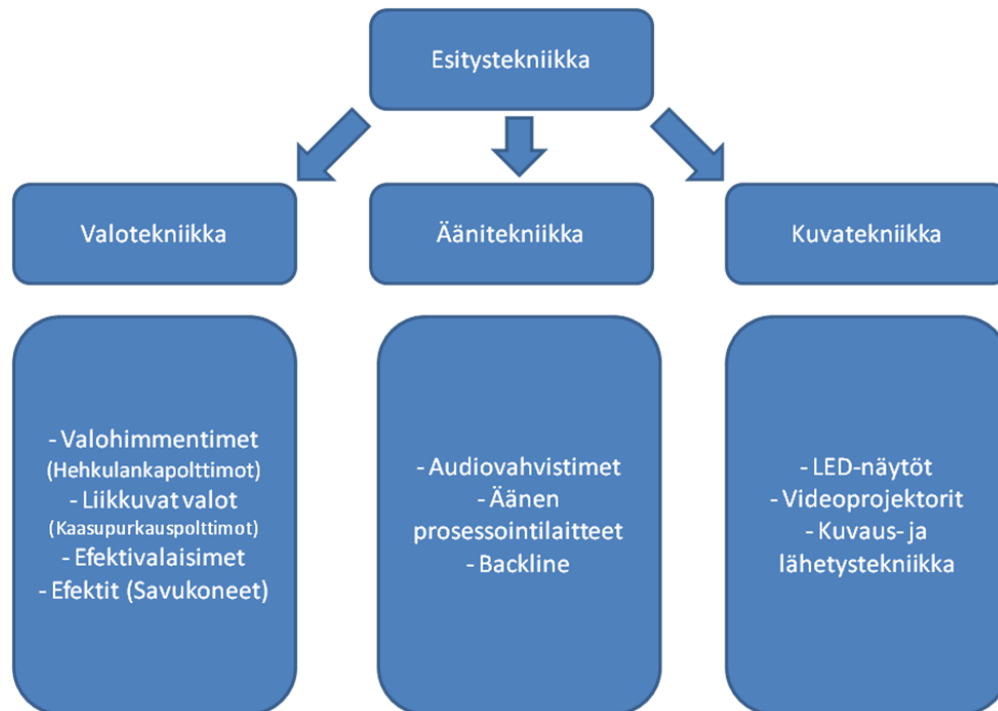 Esitystekniikka
Valotekniikka
Äänitekniikka
Kuvatekniikka
- Valohimmentimet
(Hehkulankapolttimot)
- Liikkuvat valot
(Kaasupurkauspolttimot)
- Efektivalaisimet
- Efektit (Savukoneet)
- Audiovahvistimet
- Äänen
prosessointilaitteet
- Backline
- LED-näytöt
- Videoprojektorit
- Kuvaus- ja
lähetystekniikka